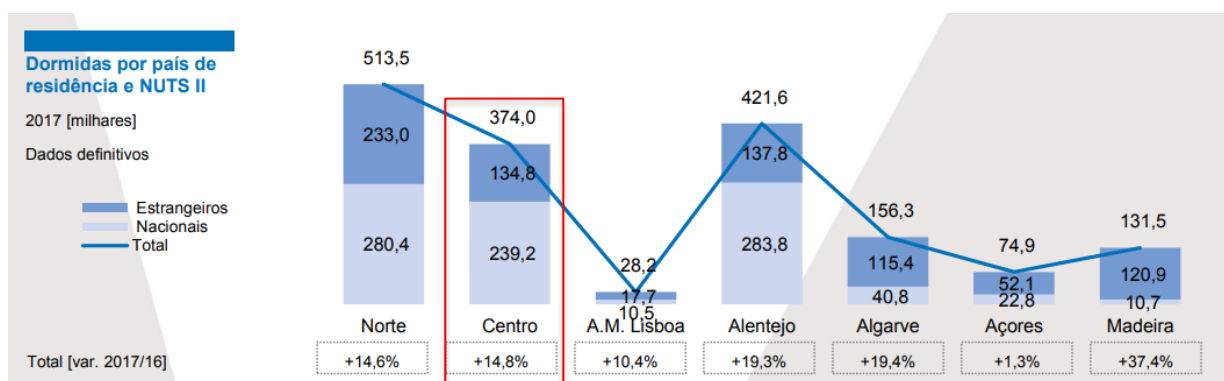 Dormidas por país de
residência e NUTS II
2017 [milhares]
Dados definitivos
Estrangeiros
Nacionais
Total
513,5
233,0
280,4
374,0
134,8
239,2
28,2
17,7
10,5
421,6
137,8
283,8
156,3
115,4
40,8
74,9
52,1
22,8
131,5
120,9
10,7
Norte Centro A.M. Lisboa Alentejo Algarve Açores Madeira
Total [var. 2017/16] +14,6% +14,8% +10,4% +19,3% +19,4% +1,3% +37,4%